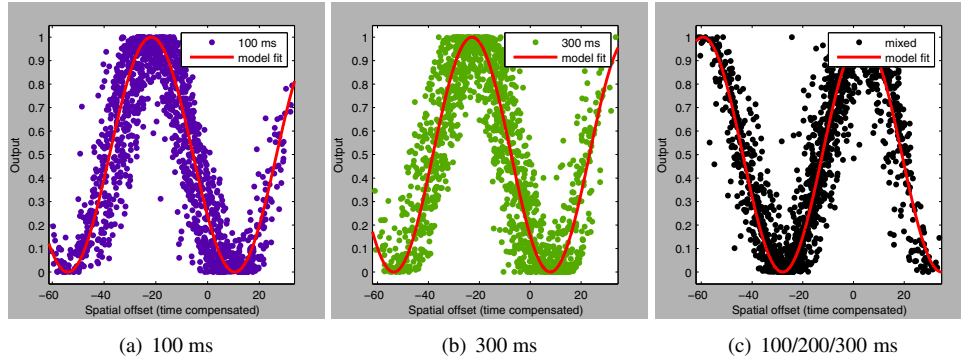 1
0.9
0.8
0.7
0.6
0.5
0.4
0.3
0.2
0.1
0
Output
100 ms
model fit
−60 −40 −20 0 20
Spatial offset (time compensated)
(a) 100 ms
1
0.9
0.8
0.7
0.6
0.5
0.4
0.3
0.2
0.1
0
Output
300 ms
model fit
−60 −40 −20 0 20
Spatial offset (time compensated)
(b) 300 ms
1
0.9
0.8
0.7
0.6
0.5
0.4
0.3
0.2
0.1
0
Output
mixed
model fit
−60 −40 −20 0 20
Spatial offset (time compensated)
(c) 100/200/300 ms